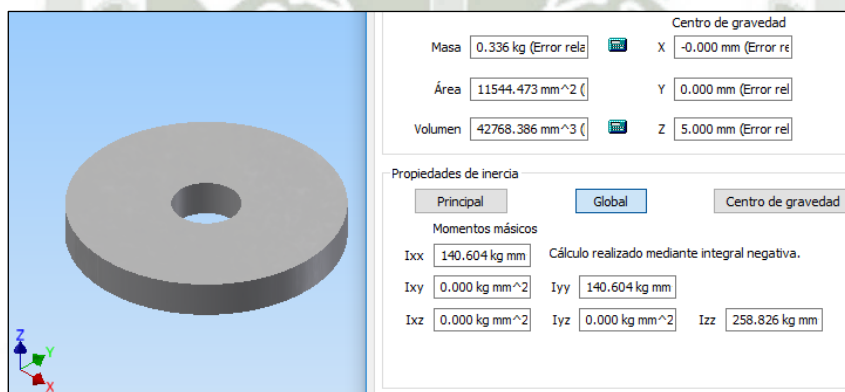 Centro de gravedad
Masa 0.336 kg (Error rela X -0.000 mm (Error re
Área 11544.473 mm^2 ( Y 0.000 mm (Error rel
Volumen 42768.386 mm^3 ( Z 5.000 mm (Error rel
Propiedades de inercia
Principal Global Centro de gravedad
Momentos másicos
Ixx 140.604 kg mm Cálculo realizado mediante integral negativa.
Ixy 0.000 kg mm^2 Iyy 140.604 kg mm
Ixz 0.000 kg mm^2 Iyz 0.000 kg mm^2 Izz 258.826 kg mm
Z
Y
X